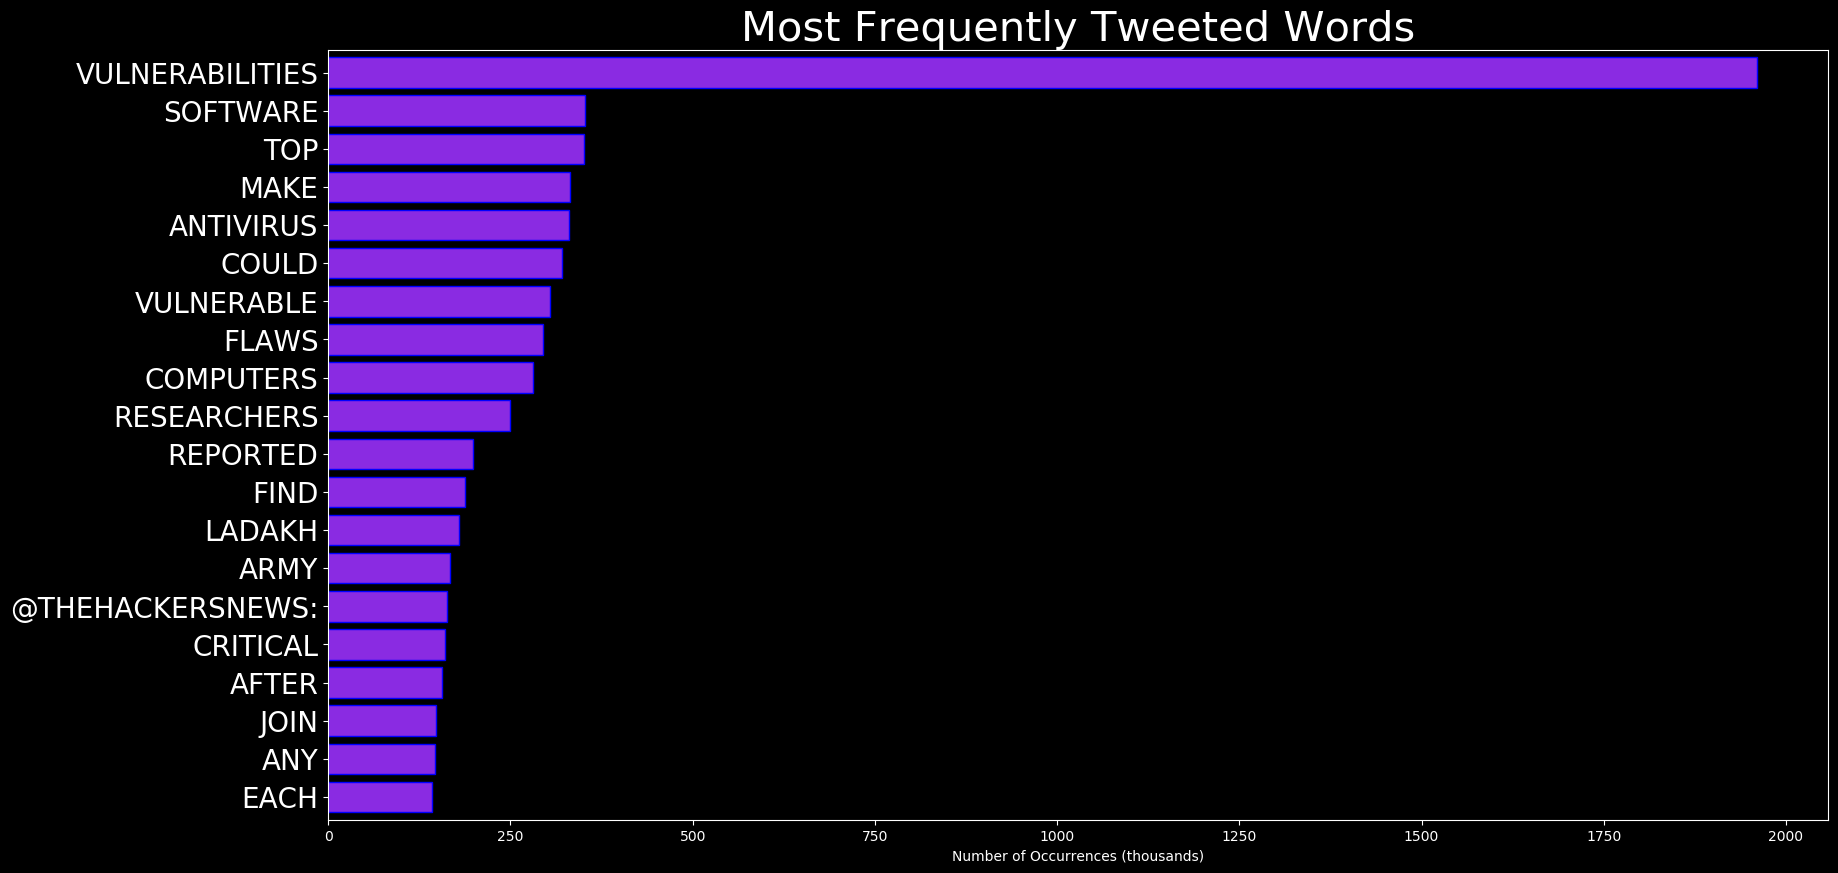 Most Frequently Tweeted Words
VULNERABILITIES
SOFTWARE
TOP
MAKE
ANTIVIRUS
COULD
VULNERABLE
FLAWS
COMPUTERS
RESEARCHERS
REPORTED
FIND
LADAKH
ARMY
@THEHACKERSNEWS:
CRITICAL
AFTER
JOIN
ANY
EACH
0 250 500 750 1000 1250 1500 1750 2000
Number of Occurrences (thousands)